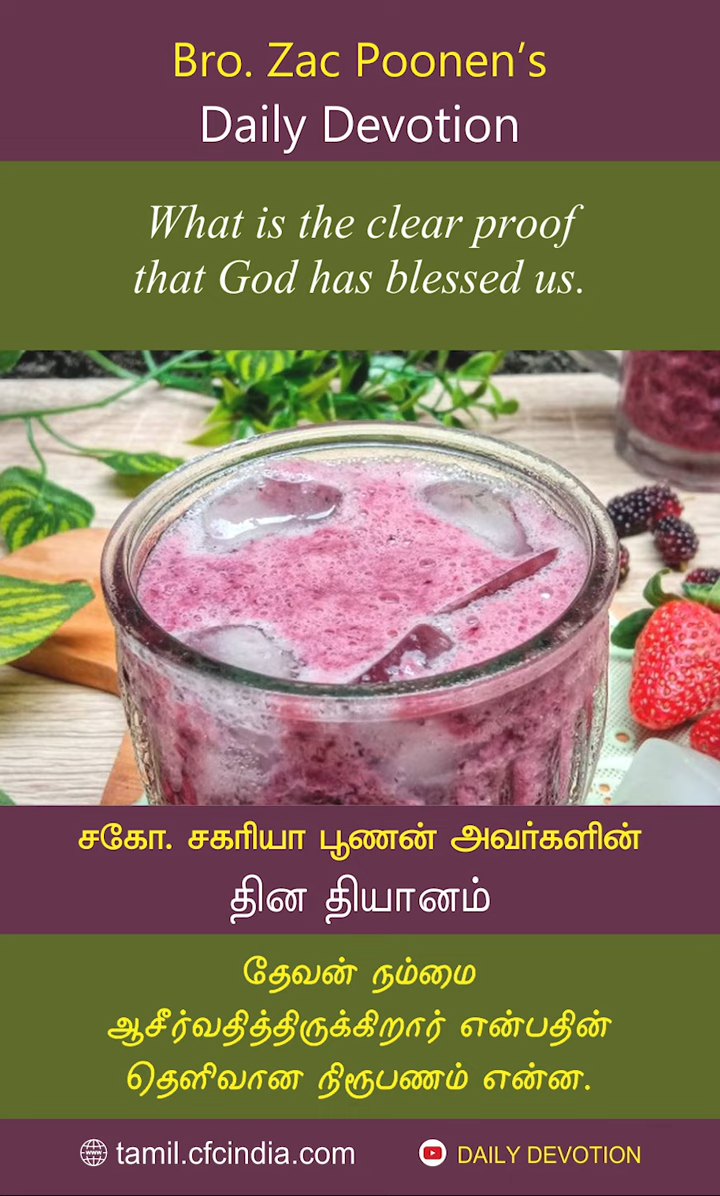 Bro. Zac Poonen's
Daily Devotion
What is the clear proof
that God has blessed us.
சகோ. சகரியா பூணன் அவர்களின்
தின தியானம்
தேவன் நம்மை
ஆசீர்வதித்திருக்கிறார் என்பதின்
தெளிவான நிரூபணம் என்ன.
tamil.cfcindia.com
DAILY DEVOTION